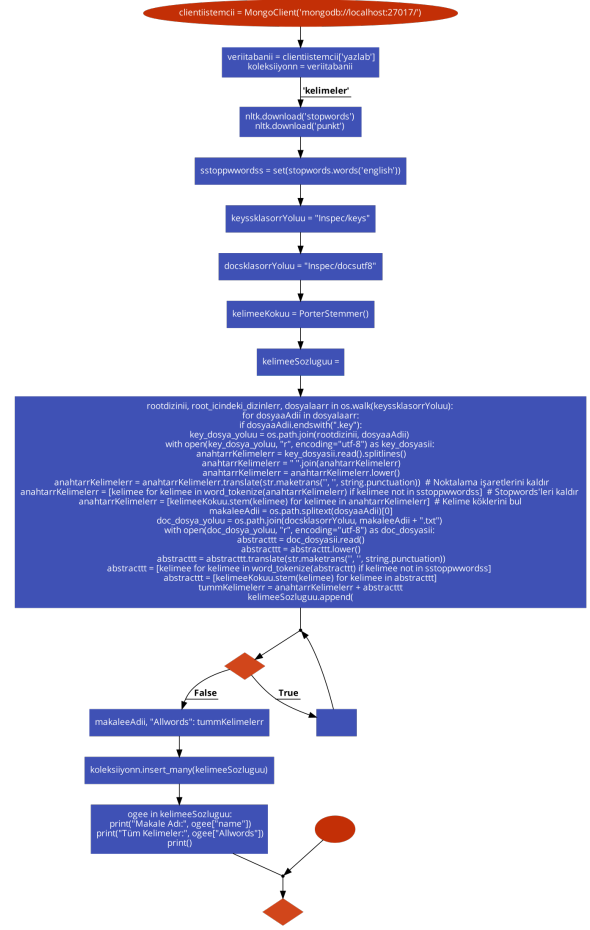 clientiistemcii = MongoClient('mongodb://localhost:27017/')
veriitabanii = clientiistemcii['yazlab']
koleksiiyonn = veriitabanii
'kelimeler'
nltk.download('stopwords')
nltk.download('punkt')
sstoppwwordss = set(stopwords.words('english'))
keyssklasorrYoluu = "Inspec/keys"
docsklasorrYoluu = "Inspec/docsutf8"
kelimeeKokuu = PorterStemmer()
kelimeeSozluguu =
rootdizinii, root_icindeki_dizinlerr, dosyalaarr in os.walk(keyssklasorrYoluu):
for dosyaaAdii in dosyalaarr:
if dosyaaAdii.endswith(".key"):
key_dosya_yoluu = os.path.join(rootdizinii, dosyaaAdii)
with open(key_dosya_yoluu, "r", encoding="utf-8") as key_dosyasii:
anahtarrKelimelerr = key_dosyasii.read().splitlines()
anahtarrKelimelerr = " ".join(anahtarrKelimelerr)
anahtarrKelimelerr = anahtarrKelimelerr.lower()
anahtarrKelimelerr = anahtarrKelimelerr.translate(str.maketrans('', '', string.punctuation)) # Noktalama işaretlerini kaldır
anahtarrKelimelerr = [kelimee for kelimee in word_tokenize(anahtarrKelimelerr) if kelimee not in sstoppwwordss] # Stopwords'leri kaldır
anahtarrKelimelerr = [kelimeeKokuu.stem(kelimee) for kelimee in anahtarrKelimelerr] # Kelime köklerini bul
makaleeAdii = os.path.splitext(dosyaaAdii)[0]
doc_dosya_yoluu = os.path.join(docsklasorrYoluu, makaleeAdii + ".txt")
with open(doc_dosya_yoluu, "r", encoding="utf-8") as doc_dosyasii:
abstracttt = doc_dosyasii.read()
abstracttt = abstracttt.lower()
abstracttt = abstracttt.translate(str.maketrans('', '', string.punctuation))
abstracttt = [kelimee for kelimee in word_tokenize(abstracttt) if kelimee not in sstoppwwordss]
abstracttt = [kelimeeKokuu.stem(kelimee) for kelimee in abstracttt]
tummKelimelerr = anahtarrKelimelerr + abstracttt
kelimeeSozluguu.append(
False
True
makaleeAdii, "Allwords": tummKelimelerr
koleksiiyonn.insert_many(kelimeeSozluguu)
ogee in kelimeeSozluguu:
print("Makale Adı:", ogee["name"])
print("Tüm Kelimeler:", ogee["Allwords"])
print()